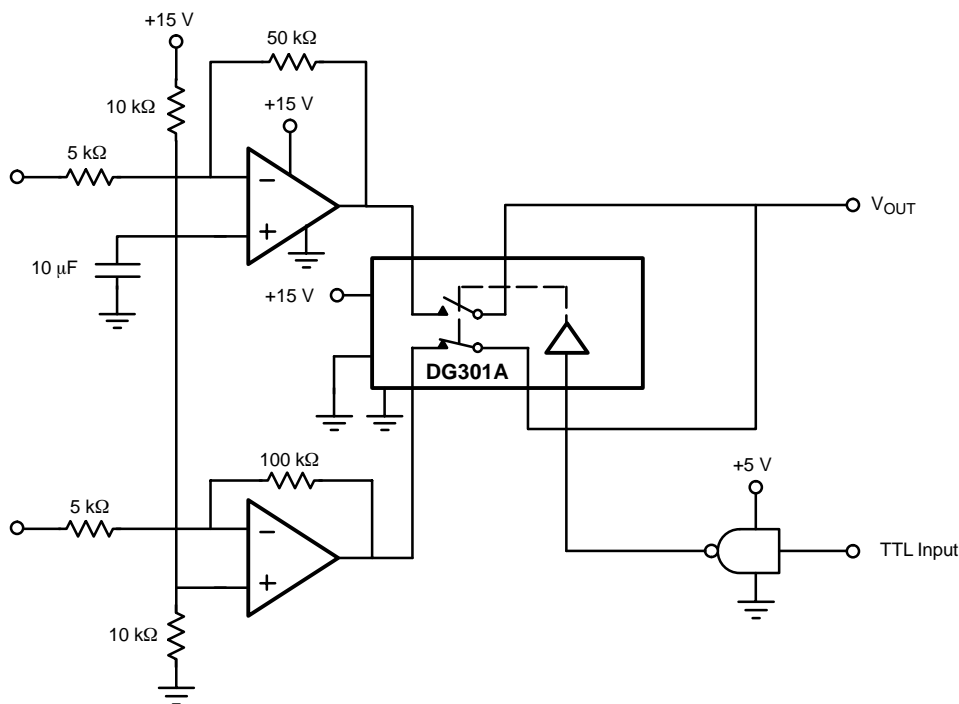 +15 V
50 kΩ
10 kΩ
+15 V
5 kΩ
−
+
10 µF
V_OUT
+15 V
DG301A
100 kΩ
5 kΩ
−
+
+5 V
TTL Input
10 kΩ